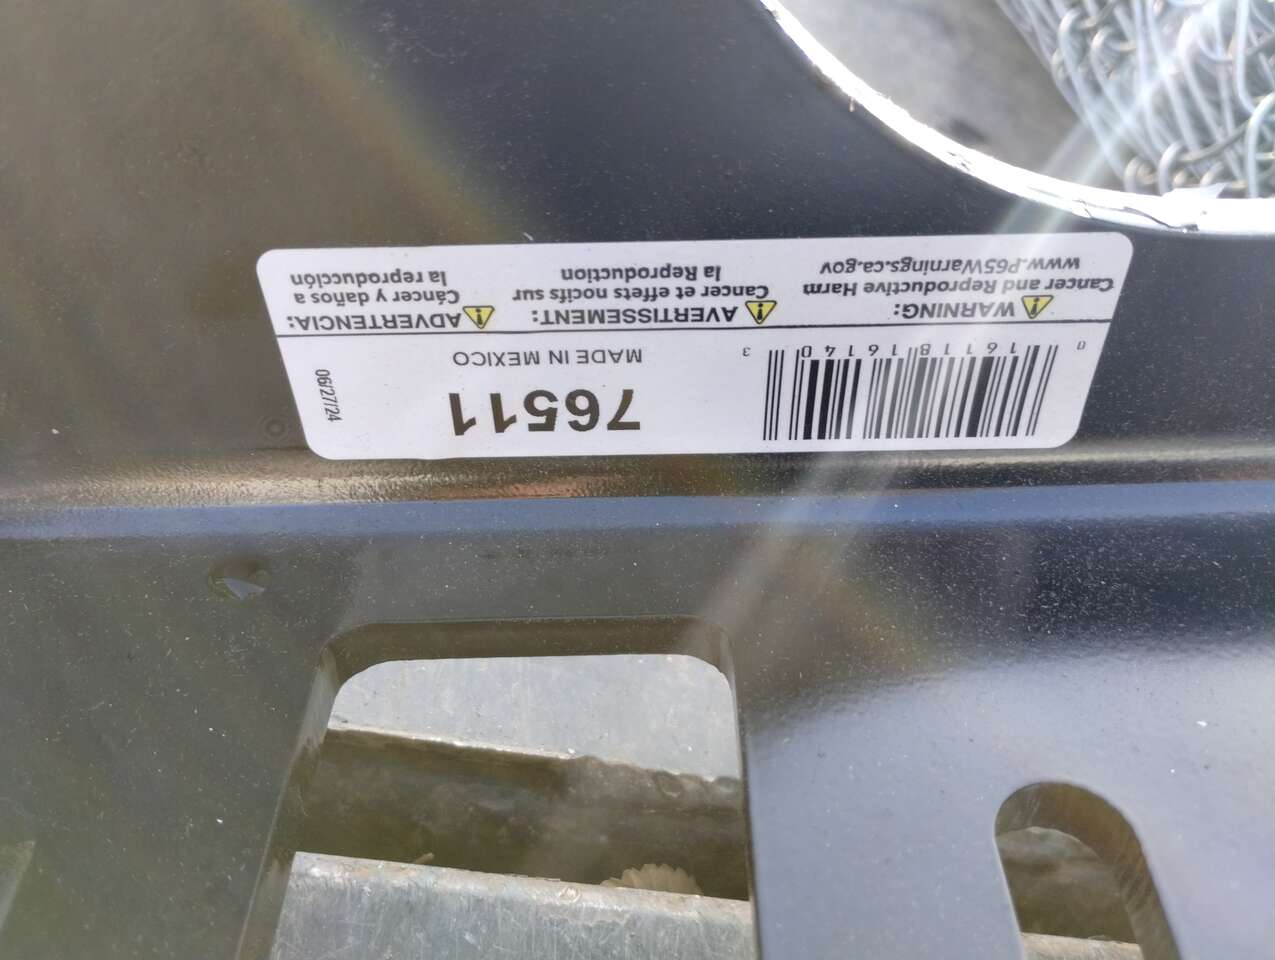 76511
06/27/24
MADE IN MEXICO
0 16118 16140 3
WARNING:
Cancer and Reproductive Harm
www.P65Warnings.ca.gov
AVERTISSEMENT:
Cancer et effets nocifs sur
la Reproduction
ADVERTENCIA:
Cáncer y daños a
la reproducción